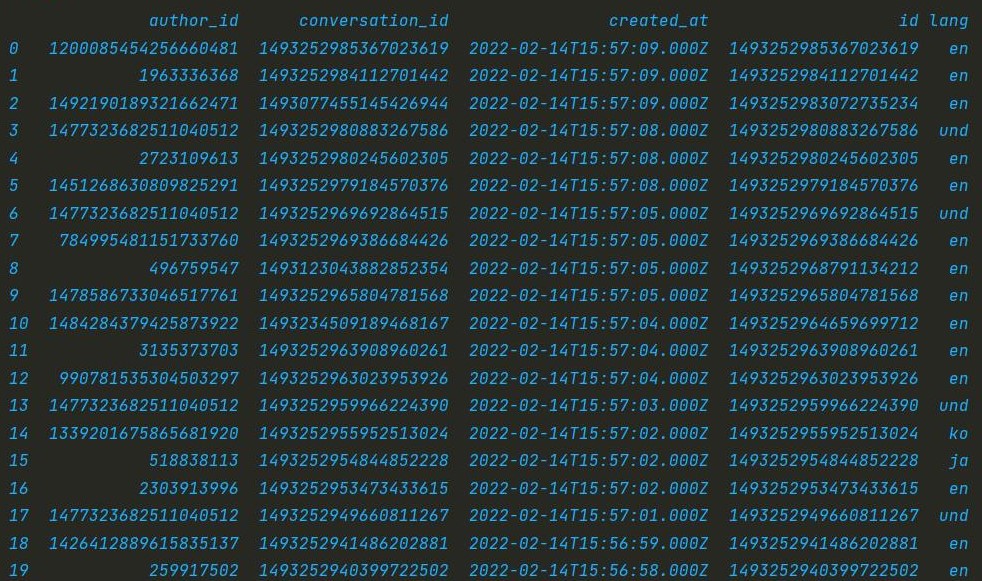 author_id conversation_id created_at id lang
0 1200085454256660481 1493252985367023619 2022-02-14T15:57:09.000Z 1493252985367023619 en
1 1963336368 1493252984112701442 2022-02-14T15:57:09.000Z 1493252984112701442 en
2 1492190189321662471 1493077455145426944 2022-02-14T15:57:09.000Z 1493252983072735234 en
3 1477323682511040512 1493252980883267586 2022-02-14T15:57:08.000Z 1493252980883267586 und
4 2723109613 1493252980245602305 2022-02-14T15:57:08.000Z 1493252980245602305 en
5 1451268630809825291 1493252979184570376 2022-02-14T15:57:08.000Z 1493252979184570376 en
6 1477323682511040512 1493252969692864515 2022-02-14T15:57:05.000Z 1493252969692864515 und
7 784995481151733760 1493252969386684426 2022-02-14T15:57:05.000Z 1493252969386684426 en
8 496759547 1493123043882852354 2022-02-14T15:57:05.000Z 1493252968791134212 en
9 1478586733046517761 1493252965804781568 2022-02-14T15:57:05.000Z 1493252965804781568 en
10 1484284379425873922 1493234509189468167 2022-02-14T15:57:04.000Z 1493252964659699712 en
11 3135373703 1493252963908960261 2022-02-14T15:57:04.000Z 1493252963908960261 en
12 990781535304503297 1493252963023953926 2022-02-14T15:57:04.000Z 1493252963023953926 en
13 1477323682511040512 1493252959966224390 2022-02-14T15:57:03.000Z 1493252959966224390 und
14 1339201675865681920 1493252955952513024 2022-02-14T15:57:02.000Z 1493252955952513024 ko
15 518838113 1493252954844852228 2022-02-14T15:57:02.000Z 1493252954844852228 ja
16 2303913996 1493252953473433615 2022-02-14T15:57:02.000Z 1493252953473433615 en
17 1477323682511040512 1493252949660811267 2022-02-14T15:57:01.000Z 1493252949660811267 und
18 1426412889615835137 1493252941486202881 2022-02-14T15:56:59.000Z 1493252941486202881 en
19 259917502 1493252940399722502 2022-02-14T15:56:58.000Z 1493252940399722502 en